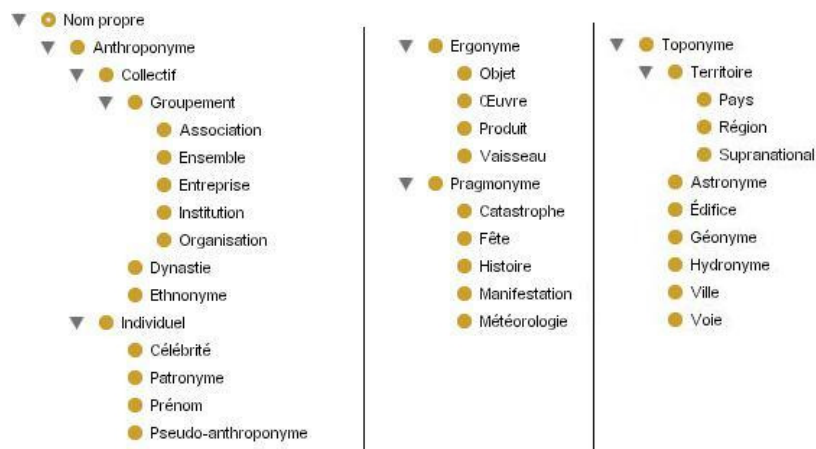 Nom propre
Anthroponyme
Collectif
Groupement
Association
Ensemble
Entreprise
Institution
Organisation
Dynastie
Ethnonyme
Individuel
Célébrité
Patronyme
Prénom
Pseudo-anthroponyme
Ergonyme
Objet
Œuvre
Produit
Vaisseau
Pragmonyme
Catastrophe
Fête
Histoire
Manifestation
Météorologie
Toponyme
Territoire
Pays
Région
Supranational
Astronyme
Édifice
Géonyme
Hydronyme
Ville
Voie